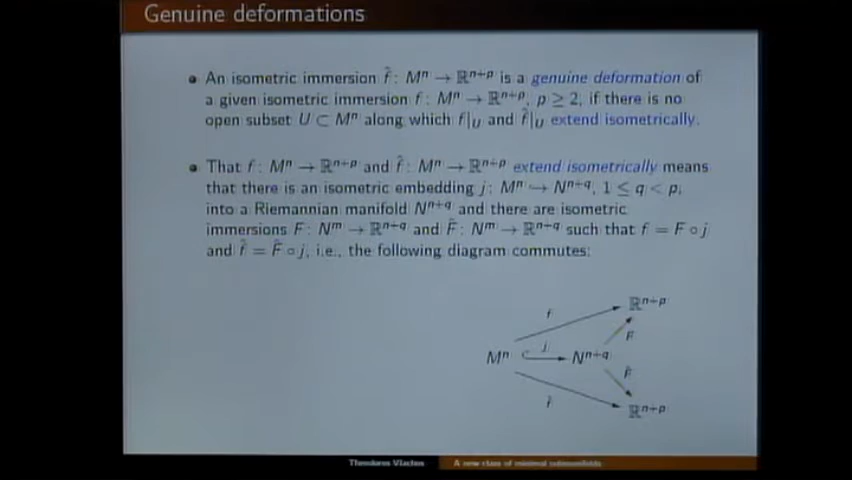 Genuine deformations
• An isometric immersion f̂: Mⁿ → ℝⁿ⁺ᵖ is a genuine deformation of
a given isometric immersion f: Mⁿ → ℝⁿ⁺ᵖ, p ≥ 2, if there is no
open subset U ⊂ Mⁿ along which f|_U and f̂|_U extend isometrically.
• That f: Mⁿ → ℝⁿ⁺ᵖ and f̂: Mⁿ → ℝⁿ⁺ᵖ extend isometrically means
that there is an isometric embedding j: Mⁿ ↪ Nⁿ⁺q, 1 ≤ q < p,
into a Riemannian manifold Nⁿ⁺q and there are isometric
immersions F: Nᵐ → ℝⁿ⁺q and F̂: Nᵐ → ℝⁿ⁺q such that f = F ∘ j
and f̂ = F̂ ∘ j, i.e., the following diagram commutes:
ℝⁿ⁺ᵖ
f
F
Mⁿ j Nⁿ⁺q
F̂
f̂
ℝⁿ⁺ᵖ
Theodoros Vlachos A new class of minimal submanifolds